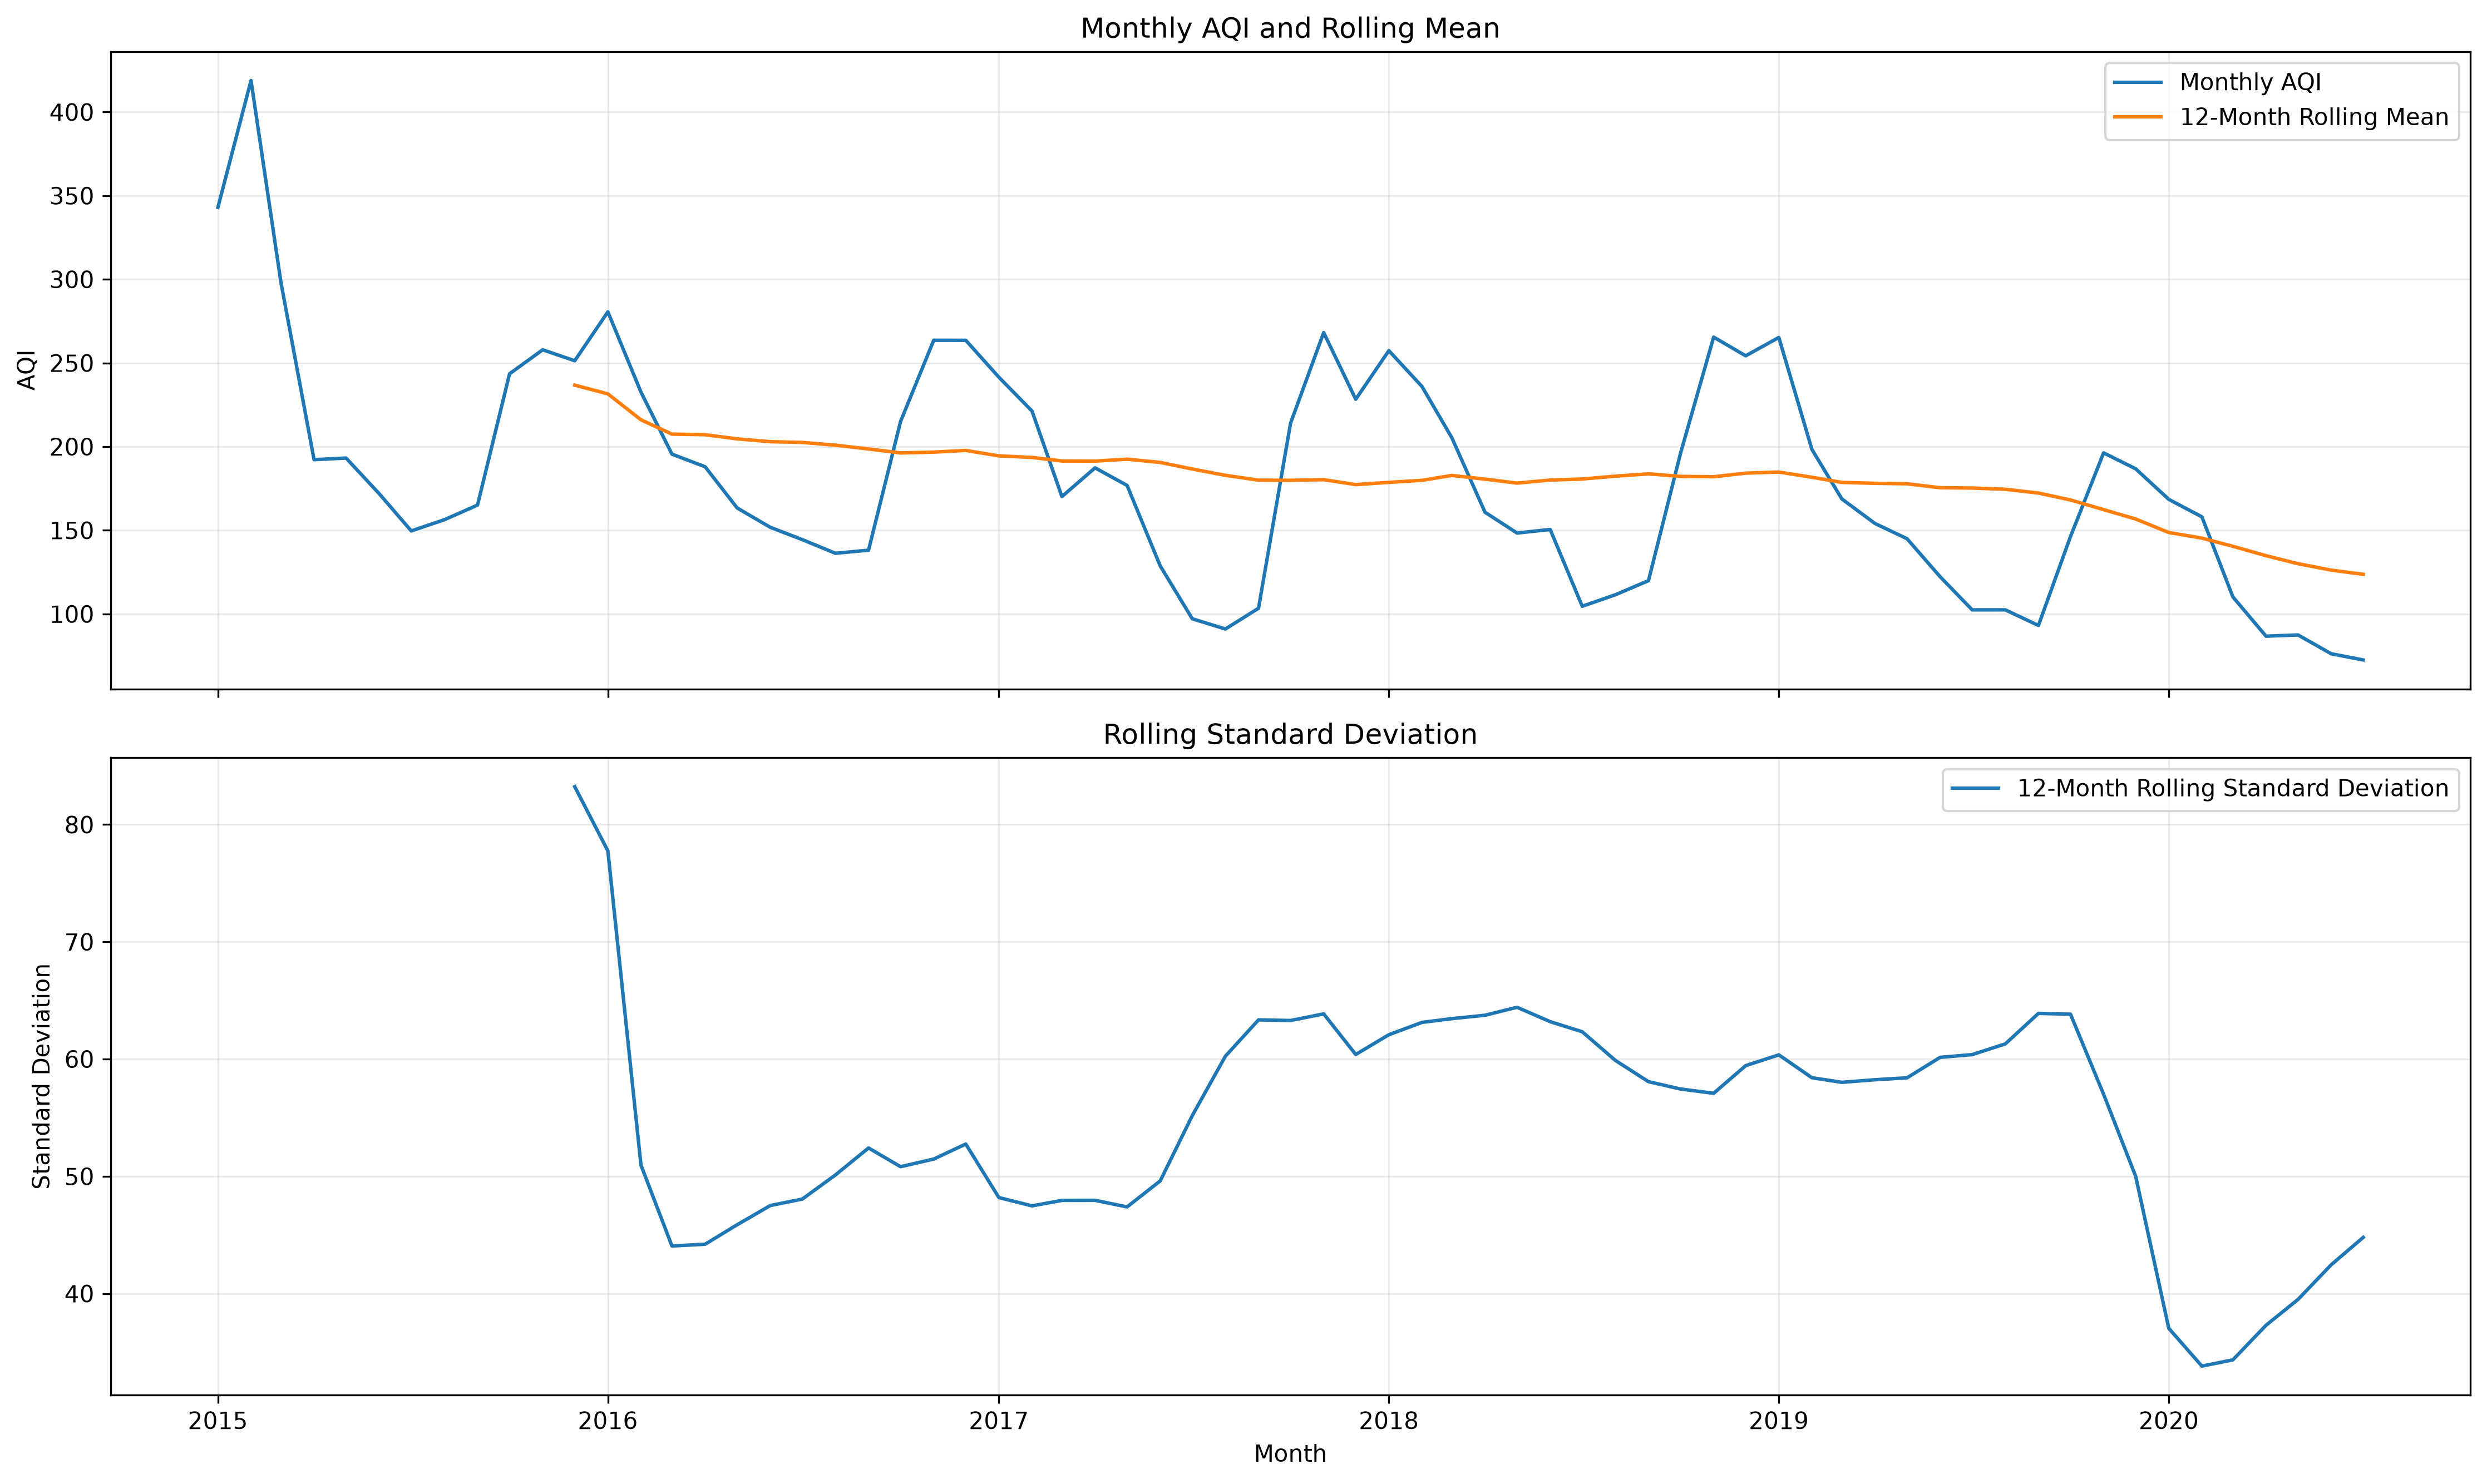 Monthly AQI and Rolling Mean
Monthly AQI
12-Month Rolling Mean
AQI
400
350
300
250
200
150
100
Rolling Standard Deviation
12-Month Rolling Standard Deviation
Standard Deviation
80
70
60
50
40
2015 2016 2017 2018 2019 2020
Month